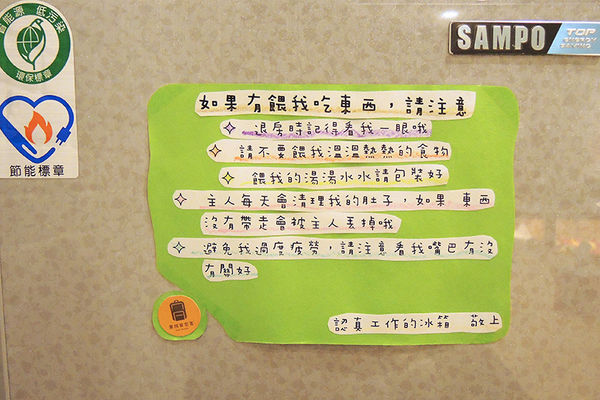 省能源 低污染
環保標章
節能標章
SAMPO
TOP
如果有餵我吃東西，請注意
退房時記得看我一眼哦
請不要餵我溫溫熱熱的食物
餵我的湯湯水水請包裝好
主人每天會清理我的肚子，如果東西
沒有帶走會被主人丟掉哦
避免我過度疲勞，請注意看我嘴巴有沒
有關好
認真工作的冰箱 敬上